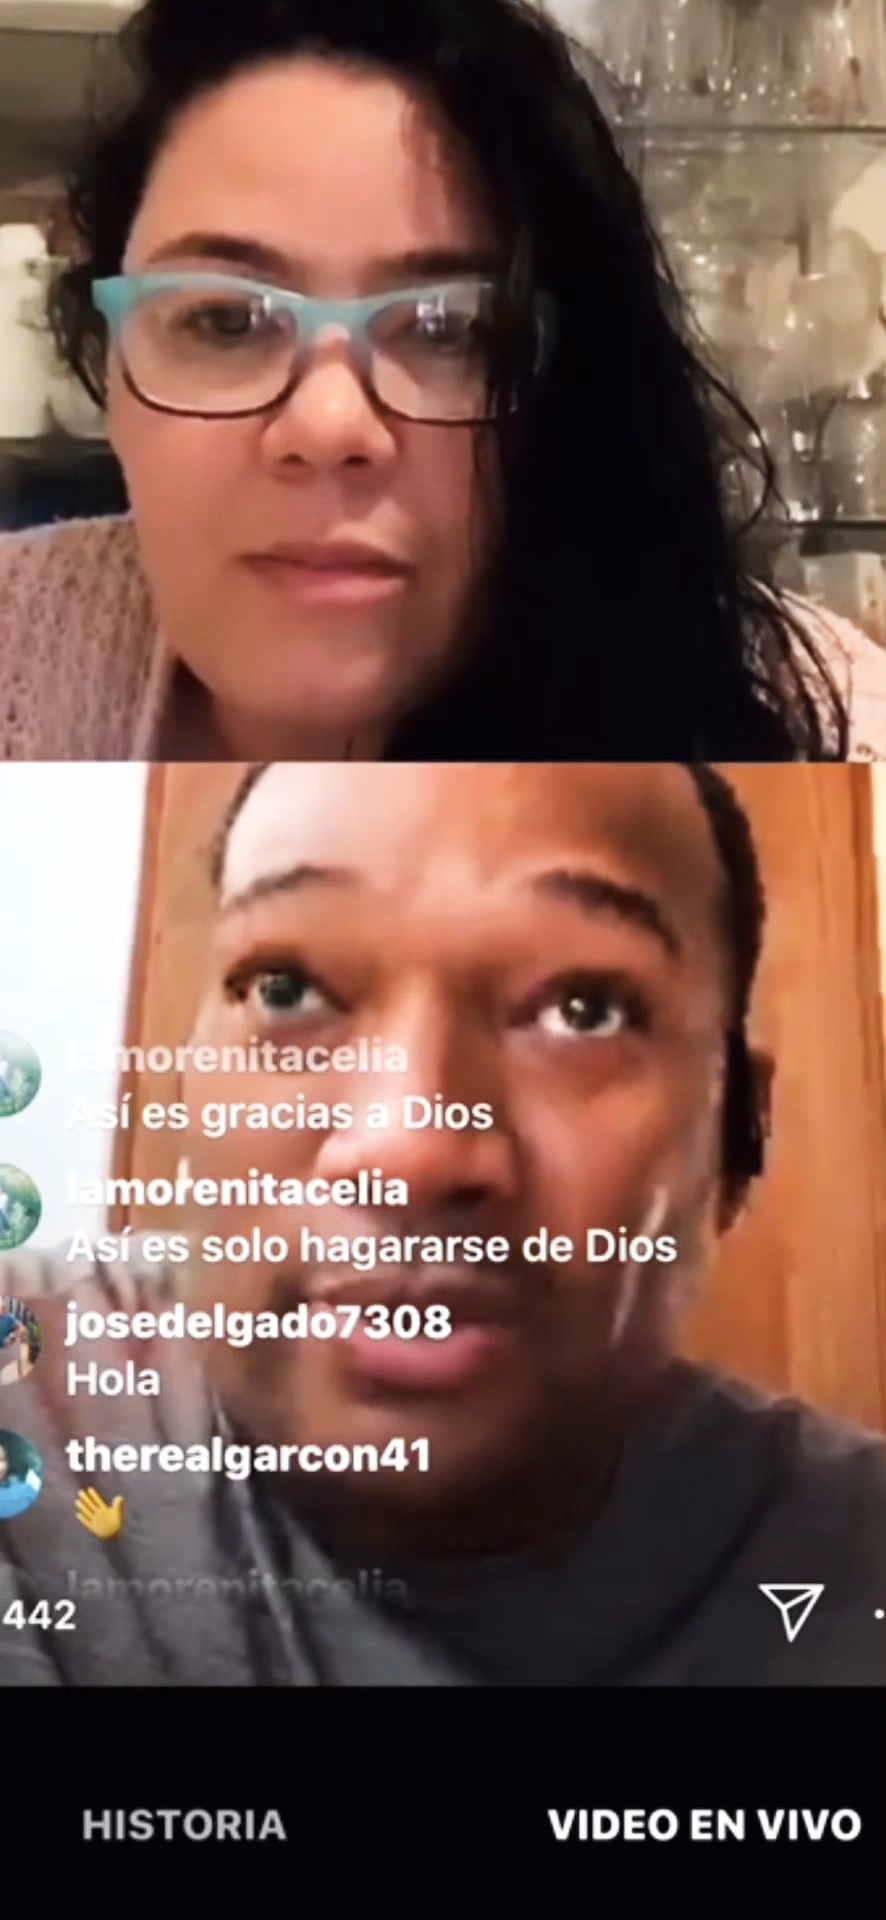 lamorenitacelia
Así es gracias a Dios
lamorenitacelia
Así es solo hagararse de Dios
josedelgado7308
Hola
therealgarcon41
👋
lamorenitacelia
442
HISTORIA
VIDEO EN VIVO